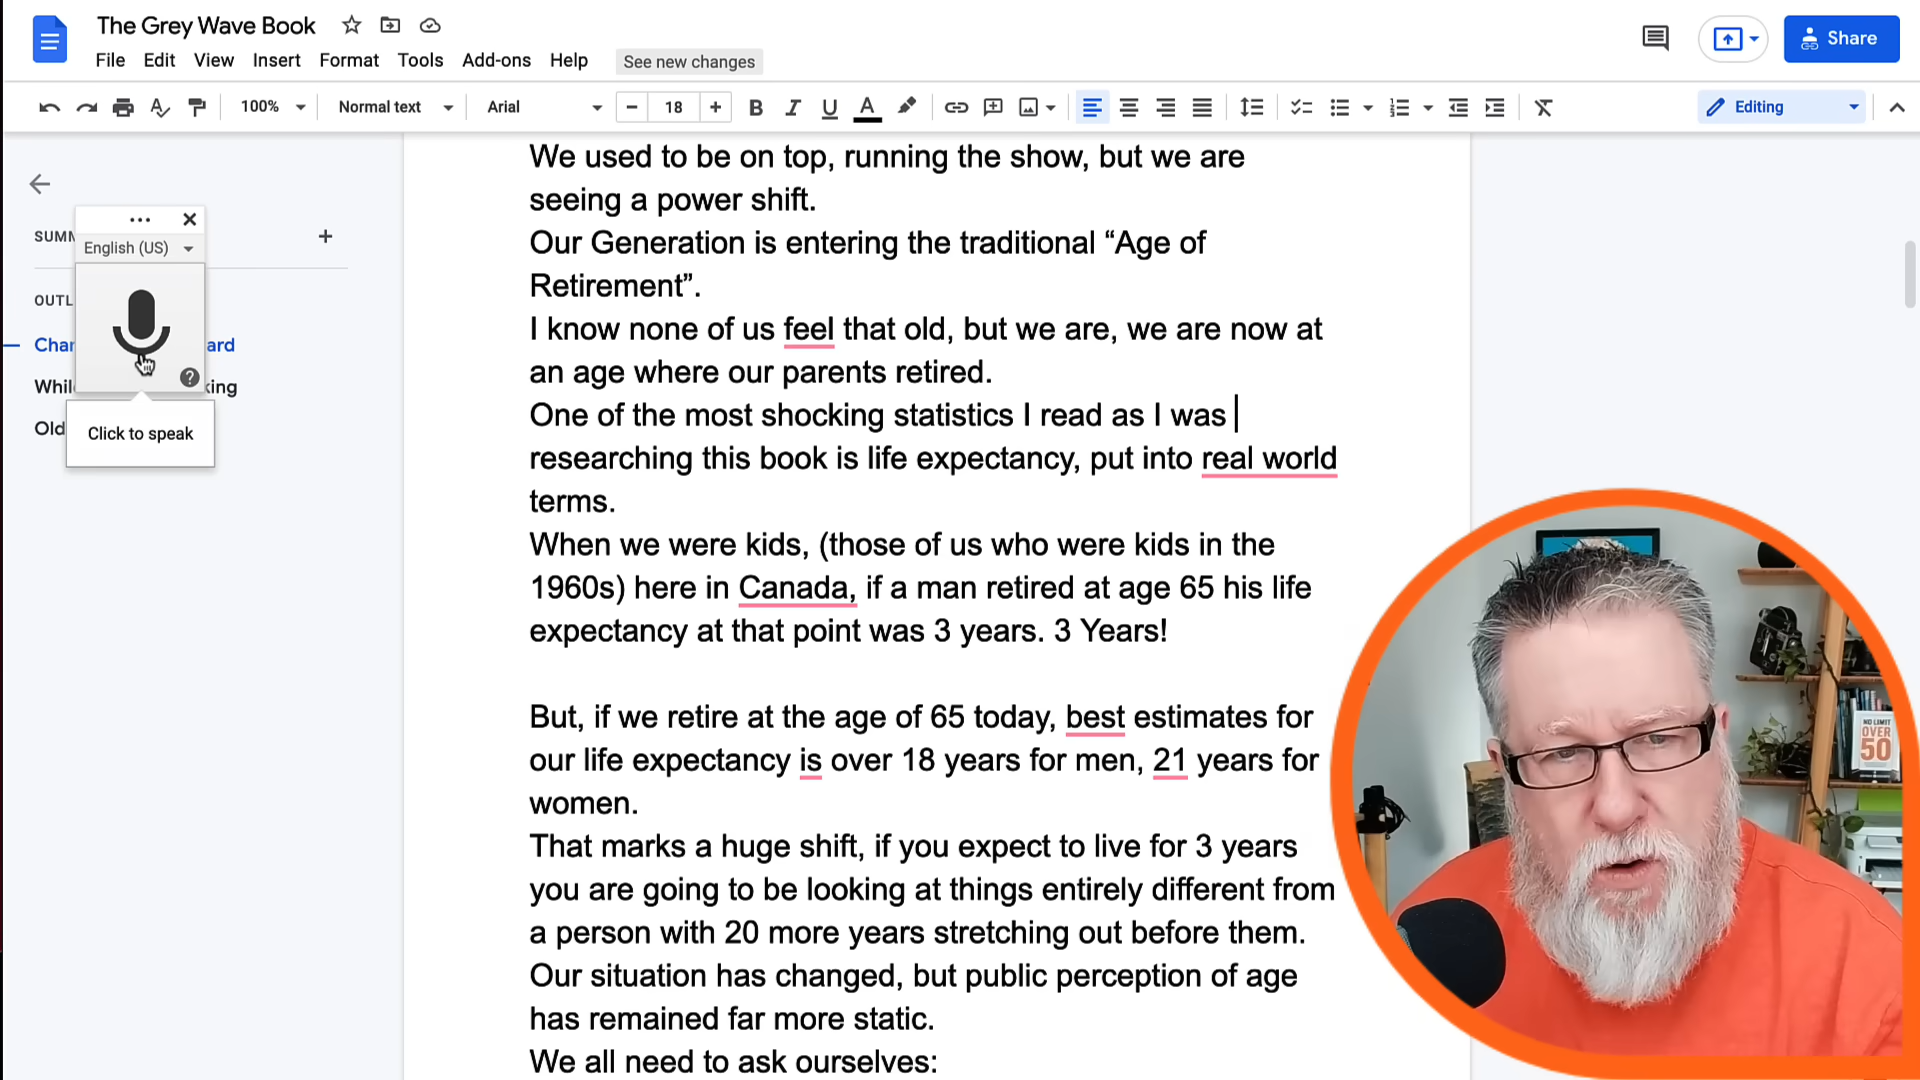 The Grey Wave Book
File Edit View Insert Format Tools Add-ons Help See new changes
Share
100% Normal text Arial 18 Editing
SUMM
English (US)
OUTL
Char ard
Whil king
Old
Click to speak
We used to be on top, running the show, but we are
seeing a power shift.
Our Generation is entering the traditional “Age of
Retirement”.
I know none of us feel that old, but we are, we are now at
an age where our parents retired.
One of the most shocking statistics I read as I was
researching this book is life expectancy, put into real world
terms.
When we were kids, (those of us who were kids in the
1960s) here in Canada, if a man retired at age 65 his life
expectancy at that point was 3 years. 3 Years!
But, if we retire at the age of 65 today, best estimates for
our life expectancy is over 18 years for men, 21 years for
women.
That marks a huge shift, if you expect to live for 3 years
you are going to be looking at things entirely different from
a person with 20 more years stretching out before them.
Our situation has changed, but public perception of age
has remained far more static.
We all need to ask ourselves:
NO LIMIT
OVER
50